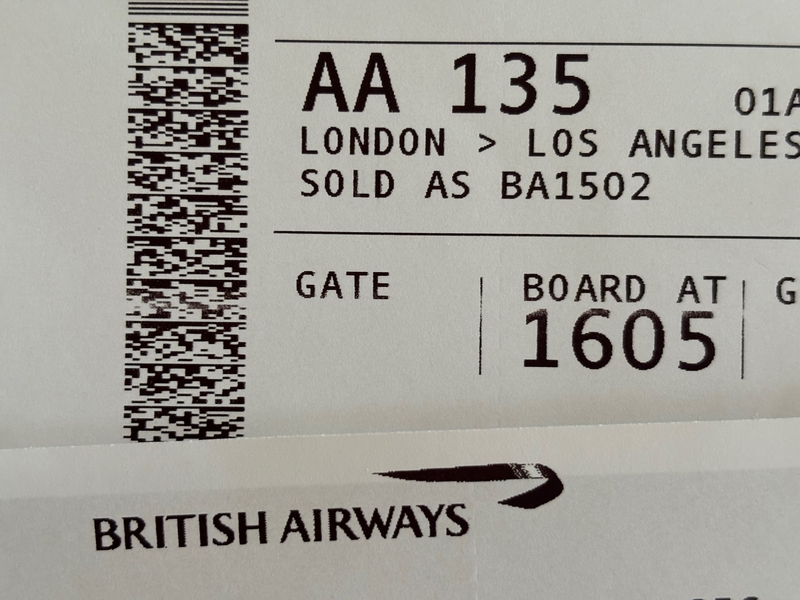 AA 135 01A
LONDON > LOS ANGELES
SOLD AS BA1502
GATE BOARD AT G
1605
BRITISH AIRWAYS